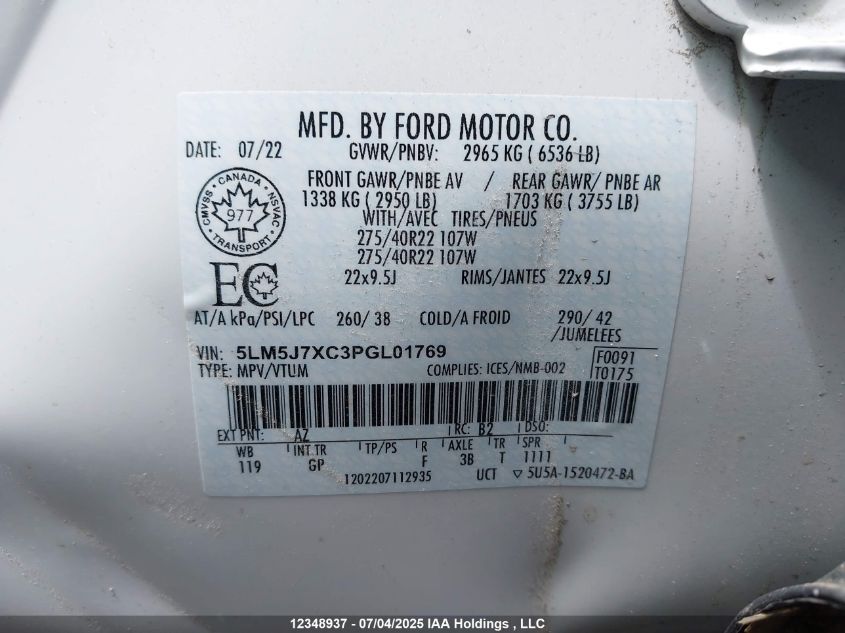 MFD. BY FORD MOTOR CO.
DATE: 07/22 GVWR/PNBV: 2965 KG ( 6536 LB)
FRONT GAWR/PNBE AV / REAR GAWR/ PNBE AR
1338 KG ( 2950 LB) 1703 KG ( 3755 LB)
WITH/AVEC TIRES/PNEUS
275/40R22 107W
275/40R22 107W
22x9.5J RIMS/JANTES 22x9.5J
CANADA
CMVSS NSVAC
977
TRANSPORT
EC
AT/A kPa/PSI/LPC 260/ 38 COLD/A FROID 290/ 42
/JUMELEES
VIN: 5LM5J7XC3PGL01769 F0091
TYPE: MPV/VTUM COMPLIES: ICES/NMB-002 T0175
EXT PNT: AZ RC: B2 DSO:
WB INT TR TP/PS R AXLE TR SPR
119 GP F 3B T 1111
1202207112935 UCT ▽ 5U5A-1520472-BA
12348937 - 07/04/2025 IAA Holdings , LLC